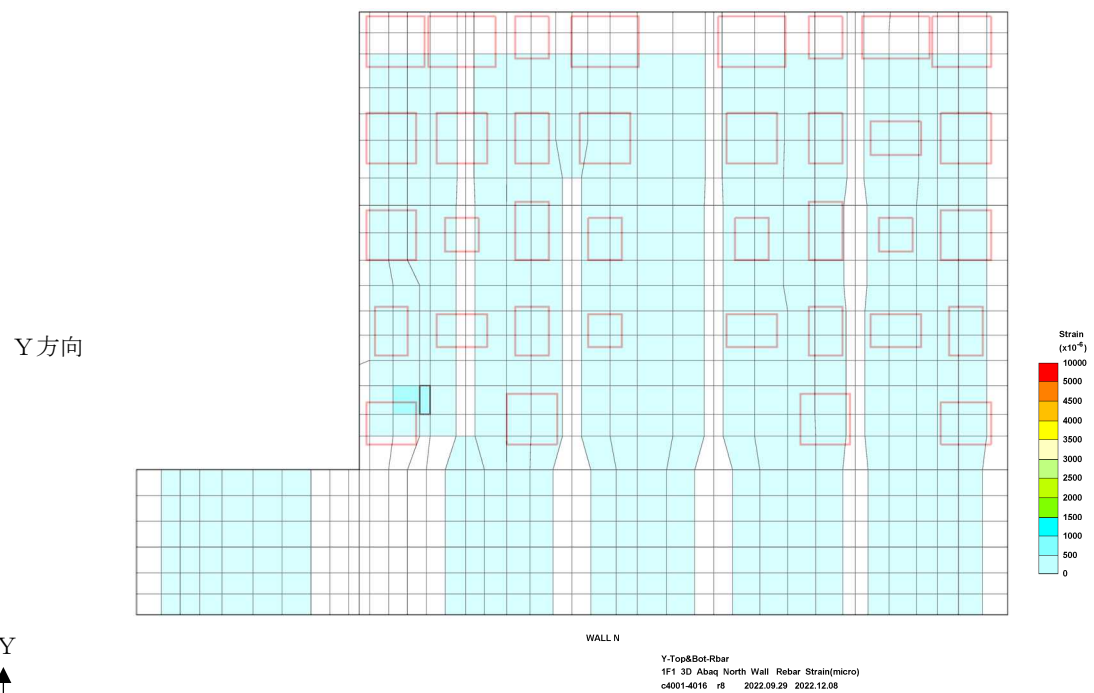 Y方向
Strain
(x10-6)
10000
5000
4500
4000
3500
3000
2500
2000
1500
1000
500
0
WALL N
Y
Y-Top&Bot-Rbar
1F1 3D Abaq North Wall Rebar Strain(micro)
c4001-4016 r8 2022.09.29 2022.12.08